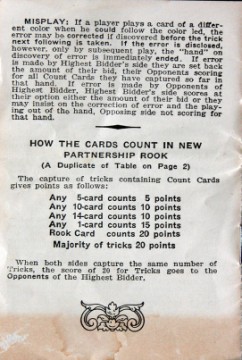 MISPLAY: If a player plays a card of a differ-
ent color when he could follow the color led, the
error may be corrected if discovered before the trick
next following is taken. If the error is disclosed,
however, only by subsequent play, the "hand" on
discovery of error is immediately ended. If error
is made by Highest Bidder's side they are set back
the amount of their bid, their Opponents scoring
for all Count Cards they have captured so far in
that hand. If error is made by Opponents of
Highest Bidder, Highest Bidder's side scores at
their option either the amount of their bid or they
may insist on the correction of error and the play-
ing out of the hand, Opposing side not scoring for
that hand.
HOW THE CARDS COUNT IN NEW
PARTNERSHIP ROOK
(A Duplicate of Table on Page 2)
The capture of tricks containing Count Cards
gives points as follows:
Any 5-card counts 5 points
Any 10-card counts 10 points
Any 14-card counts 10 points
Any 1-card counts 15 points
Rook Card counts 20 points
Majority of tricks 20 points
When both sides capture the same number of
Tricks, the score of 20 for Tricks goes to the
Opponents of the Highest Bidder.